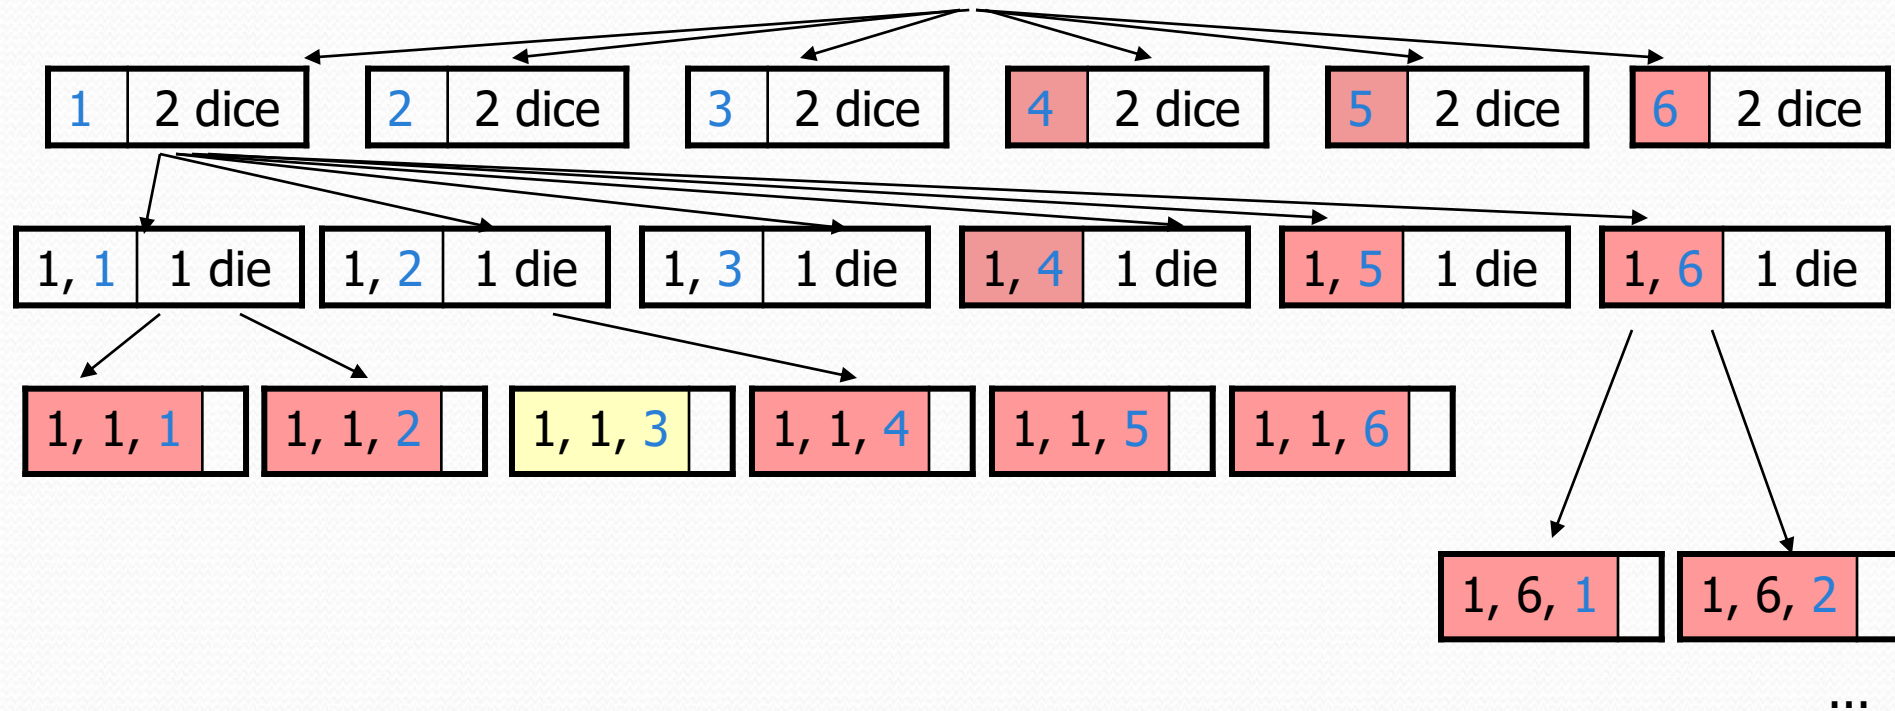 1 2 dice 2 2 dice 3 2 dice 4 2 dice 5 2 dice 6 2 dice
1, 1 1 die 1, 2 1 die 1, 3 1 die 1, 4 1 die 1, 5 1 die 1, 6 1 die
1, 1, 1 1, 1, 2 1, 1, 3 1, 1, 4 1, 1, 5 1, 1, 6
1, 6, 1 1, 6, 2
...